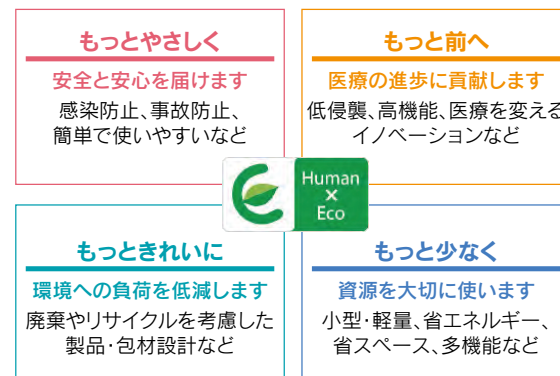 もっとやさしく
安全と安心を届けます
感染防止、事故防止、
簡単で使いやすいなど
もっと前へ
医療の進歩に貢献します
低侵襲、高機能、医療を変える
イノベーションなど
Human
×
Eco
もっときれいに
環境への負荷を低減します
廃棄やリサイクルを考慮した
製品・包材設計など
もっと少なく
資源を大切に使います
小型・軽量、省エネルギー、
省スペース、多機能など